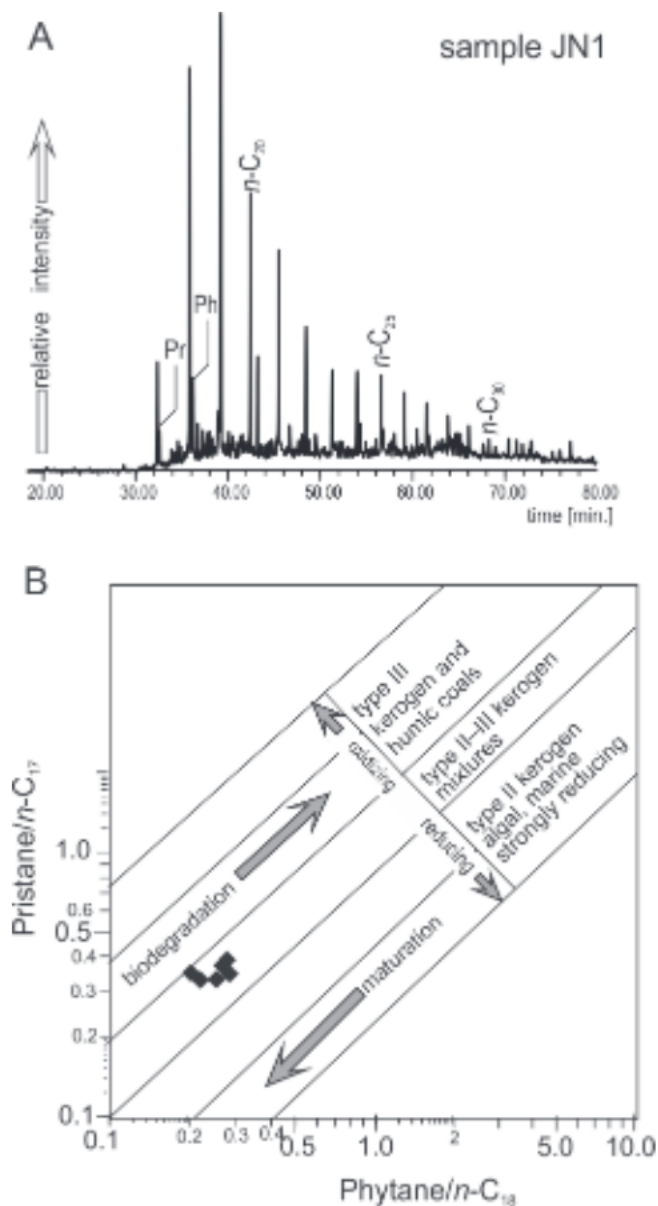 A
sample JN1
relative intensity
Pr
Ph
n-C₂₀
n-C₂₅
n-C₃₀
20.00 30.00 40.00 50.00 60.00 70.00 80.00
time [min.]
B
Pristane/n-C₁₇
1.0
0.6
0.5
0.4
0.3
0.2
0.1
type III
kerogen and
humic coals
type II–III kerogen
mixtures
type II kerogen
algal, marine
strongly reducing
oxidizing
reducing
biodegradation
maturation
0.1 0.2 0.3 0.4 0.5 1.0 2 5.0 10.0
Phytane/n-C₁₈